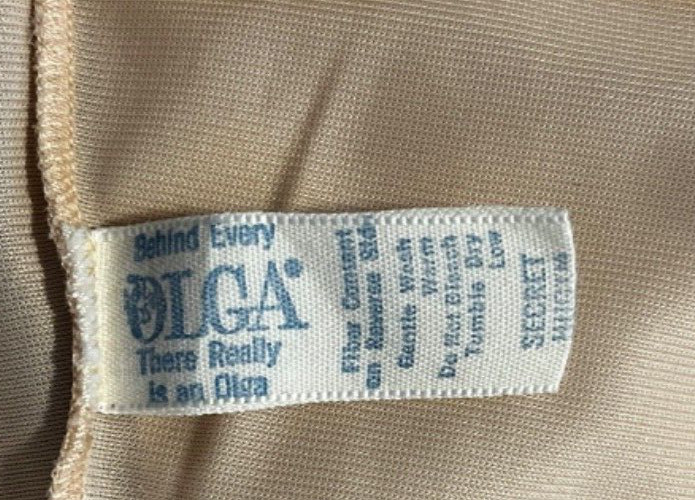 Behind Every
OLGA®
There Really
is an Olga
Fiber Content
on Reverse Side
Gentle Wash
Warm
Do Not Bleach
Tumble Dry
Low
SECRET